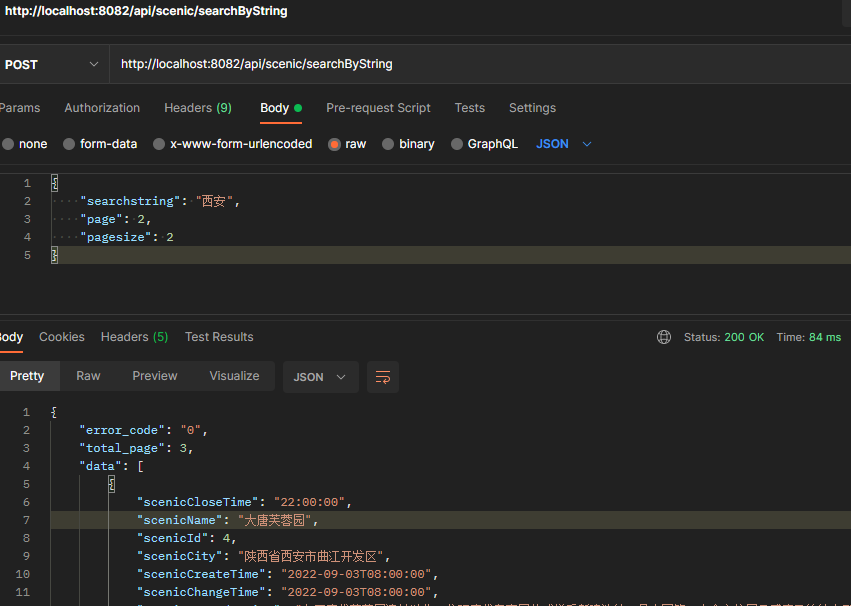 http://localhost:8082/api/scenic/searchByString
POST http://localhost:8082/api/scenic/searchByString
Params Authorization Headers (9) Body Pre-request Script Tests Settings
none form-data x-www-form-urlencoded raw binary GraphQL JSON
1 {
2 "searchstring": "西安",
3 "page": 2,
4 "pagesize": 2
5 }
Body Cookies Headers (5) Test Results Status: 200 OK Time: 84 ms
Pretty Raw Preview Visualize JSON
1 {
2 "error_code": "0",
3 "total_page": 3,
4 "data": [
5 {
6 "scenicCloseTime": "22:00:00",
7 "scenicName": "大唐芙蓉园",
8 "scenicId": 4,
9 "scenicCity": "陕西省西安市曲江开发区",
10 "scenicCreateTime": "2022-09-03T08:00:00",
11 "scenicChangeTime": "2022-09-03T08:00:00",